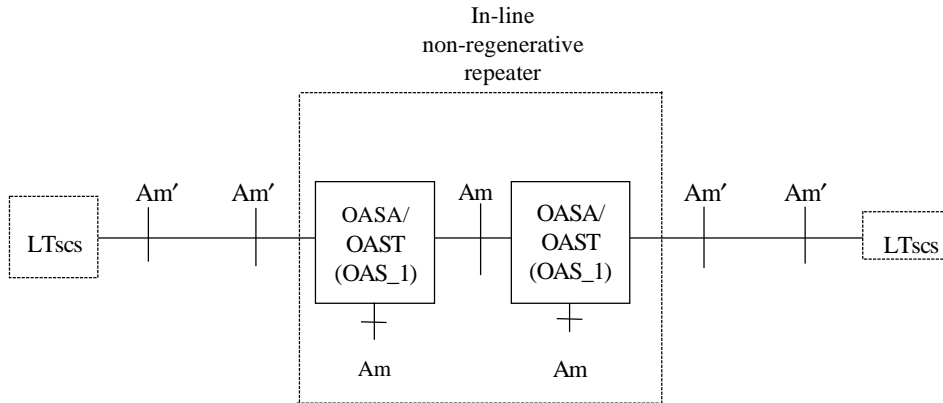 In-line
non-regenerative
repeater
Am′
Am′
Am
Am′
Am′
LTscs
OASA/
OAST
(OAS_1)
OASA/
OAST
(OAS_1)
LTscs
Am
Am